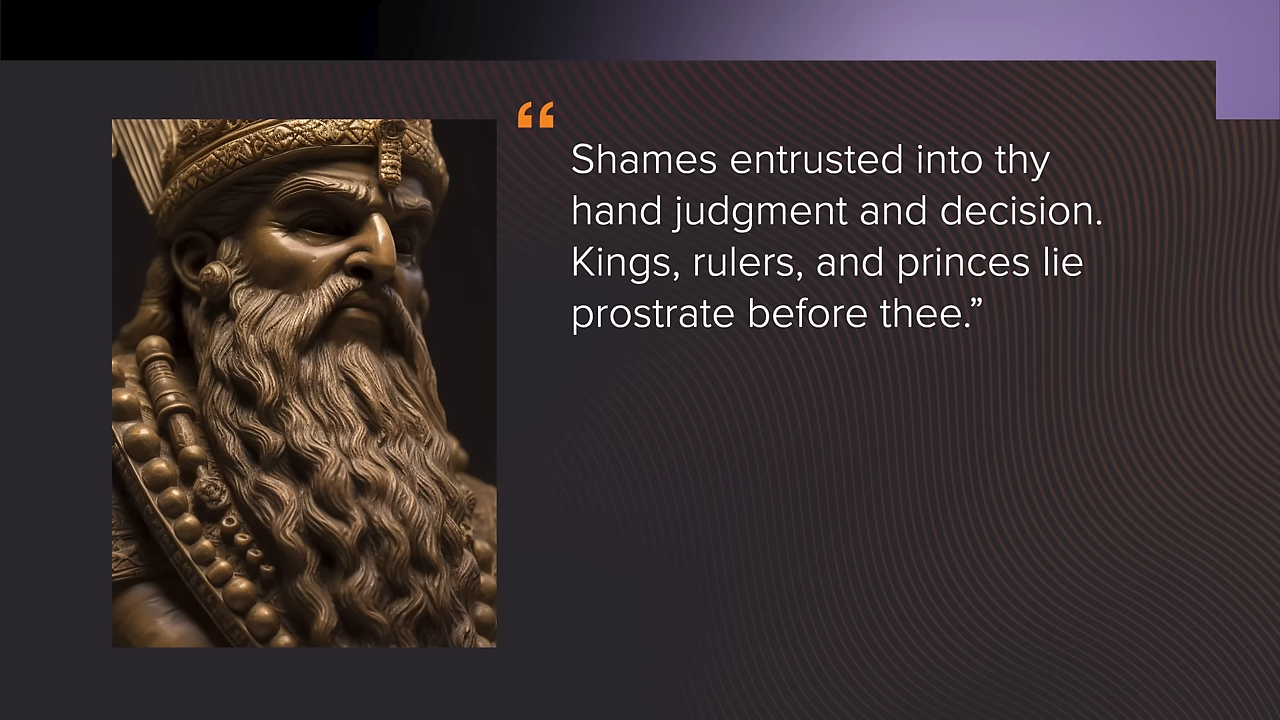 “
Shames entrusted into thy
hand judgment and decision.
Kings, rulers, and princes lie
prostrate before thee.”